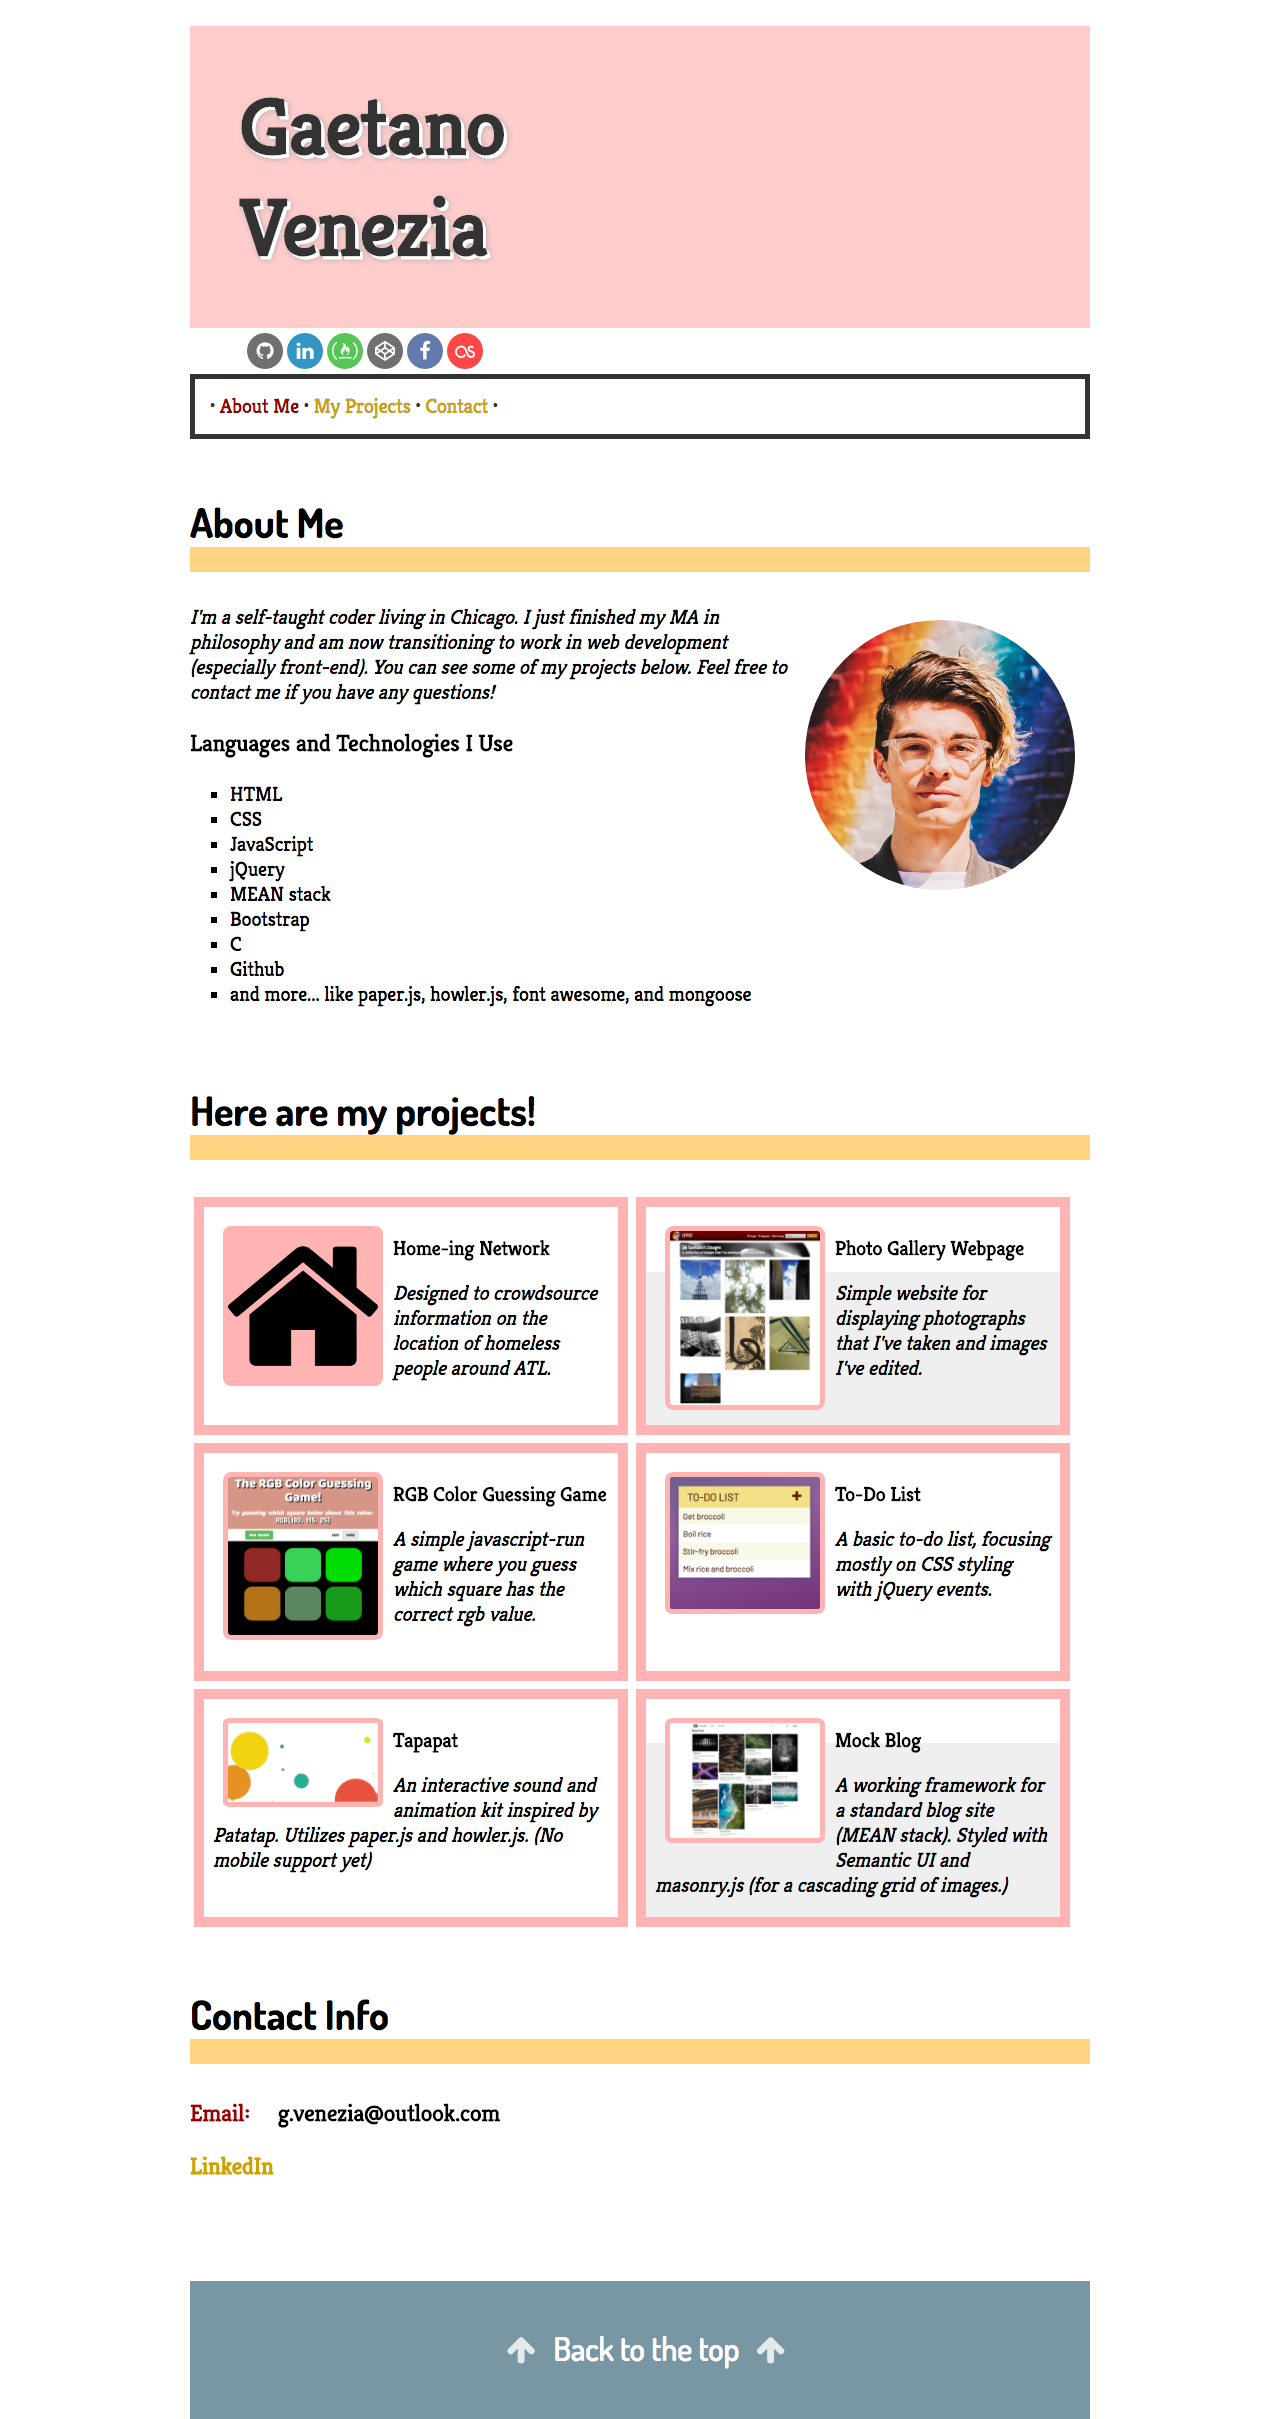 Gaetano
Venezia
• About Me • My Projects • Contact •
About Me
I'm a self-taught coder living in Chicago. I just finished my MA in
philosophy and am now transitioning to work in web development
(especially front-end). You can see some of my projects below. Feel free to
contact me if you have any questions!
Languages and Technologies I Use
HTML
CSS
JavaScript
jQuery
MEAN stack
Bootstrap
C
Github
and more... like paper.js, howler.js, font awesome, and mongoose
Here are my projects!
Home-ing Network
Designed to crowdsource
information on the
location of homeless
people around ATL.
Photo Gallery Webpage
Simple website for
displaying photographs
that I've taken and images
I've edited.
The RGB Color Guessing
Game!
Try guessing which square below shows this value:
RGB Color Guessing Game
A simple javascript-run
game where you guess
which square has the
correct rgb value.
TO-DO LIST
Get broccoli
Boil rice
Stir-fry broccoli
Mix rice and broccoli
To-Do List
A basic to-do list, focusing
mostly on CSS styling
with jQuery events.
Tapapat
An interactive sound and
animation kit inspired by
Patatap. Utilizes paper.js and howler.js. (No
mobile support yet)
Mock Blog
A working framework for
a standard blog site
(MEAN stack). Styled with
Semantic UI and
masonry.js (for a cascading grid of images.)
Contact Info
Email: g.venezia@outlook.com
LinkedIn
Back to the top